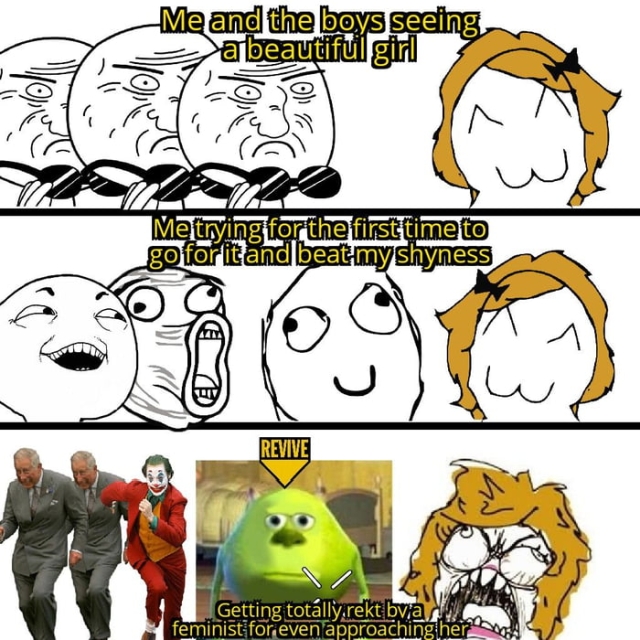 Me and the boys seeing
a beautiful girl
Me trying for the first time to
go for it and beat my shyness
REVIVE
Getting totally rekt by a
feminist for even approaching her